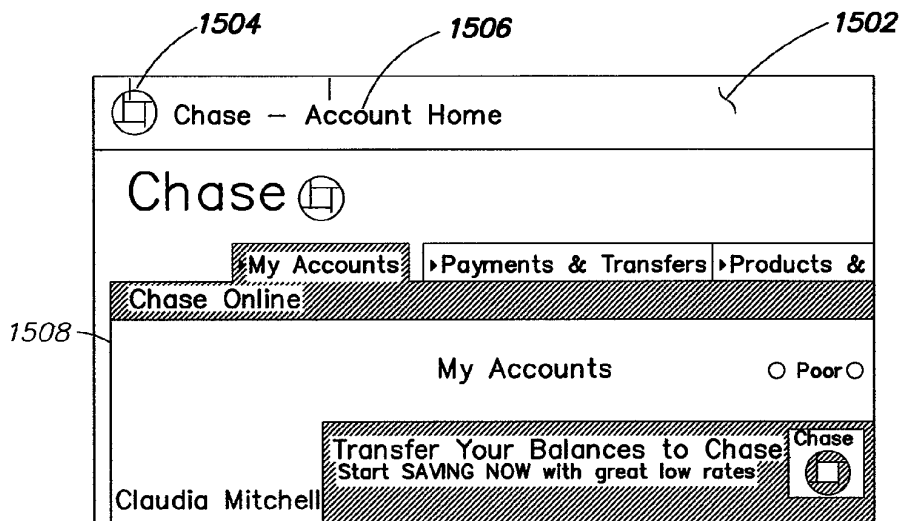 1504
1506
1502
Chase – Account Home
Chase
My Accounts
Payments & Transfers
Products &
Chase Online
1508
My Accounts
Poor
Transfer Your Balances to Chase
Start SAVING NOW with great low rates
Chase
Claudia Mitchell